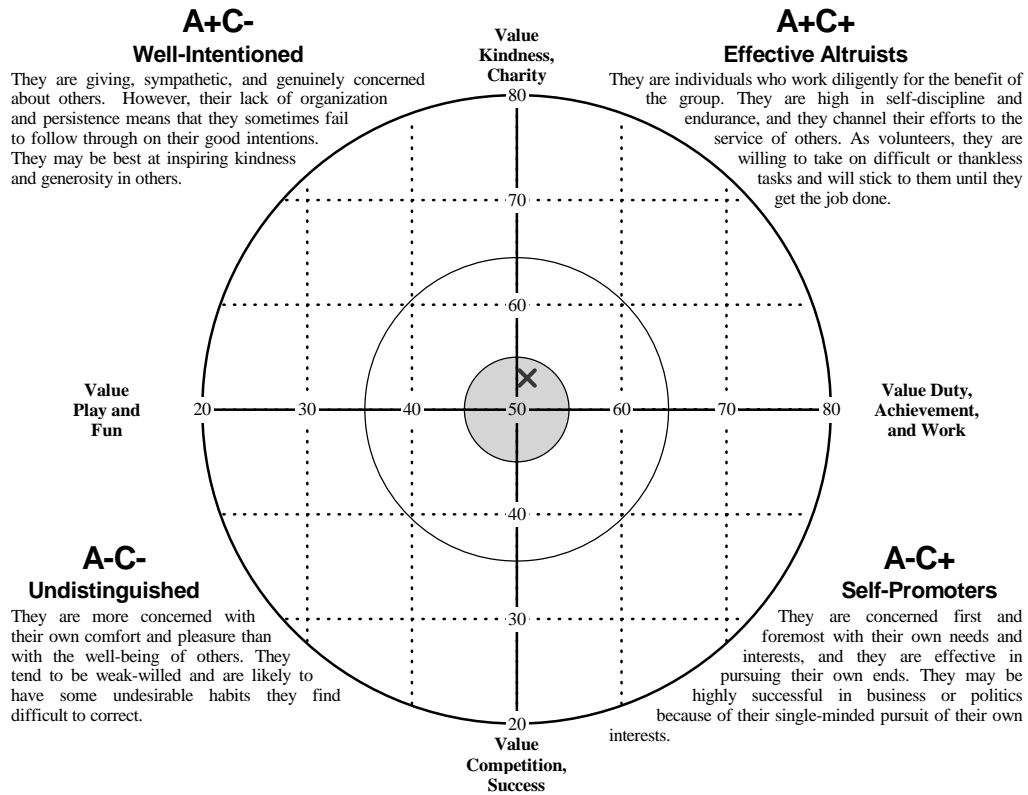 A+C-
Well-Intentioned
They are giving, sympathetic, and genuinely concerned
about others. However, their lack of organization
and persistence means that they sometimes fail
to follow through on their good intentions.
They may be best at inspiring kindness
and generosity in others.
Value
Kindness,
Charity
A+C+
Effective Altruists
They are individuals who work diligently for the benefit of
the group. They are high in self-discipline and
endurance, and they channel their efforts to the
service of others. As volunteers, they are
willing to take on difficult or thankless
tasks and will stick to them until they
get the job done.
80
70
60
Value
Play and
Fun
20 30 40 50 60 70 80
Value Duty,
Achievement,
and Work
40
30
20
A-C-
Undistinguished
They are more concerned with
their own comfort and pleasure than
with the well-being of others. They
tend to be weak-willed and are likely to
have some undesirable habits they find
difficult to correct.
A-C+
Self-Promoters
They are concerned first and
foremost with their own needs and
interests, and they are effective in
pursuing their own ends. They may be
highly successful in business or politics
because of their single-minded pursuit of their own
interests.
Value
Competition,
Success